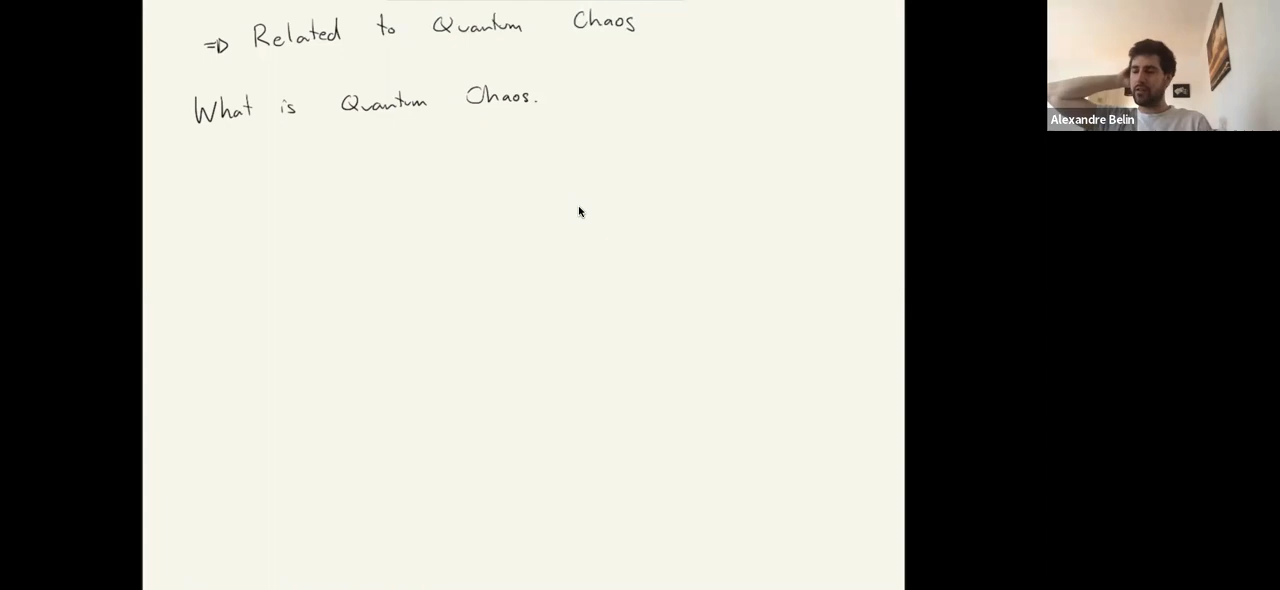 ⇒ Related to Quantum Chaos
What is Quantum Chaos.
Alexandre Belin